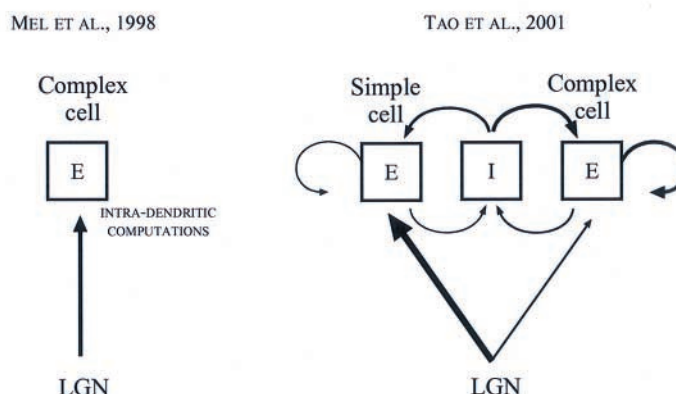 MEL ET AL., 1998
Complex
cell
E
INTRA-DENDRITIC
COMPUTATIONS
LGN
TAO ET AL., 2001
Simple
cell
Complex
cell
E
I
E
LGN